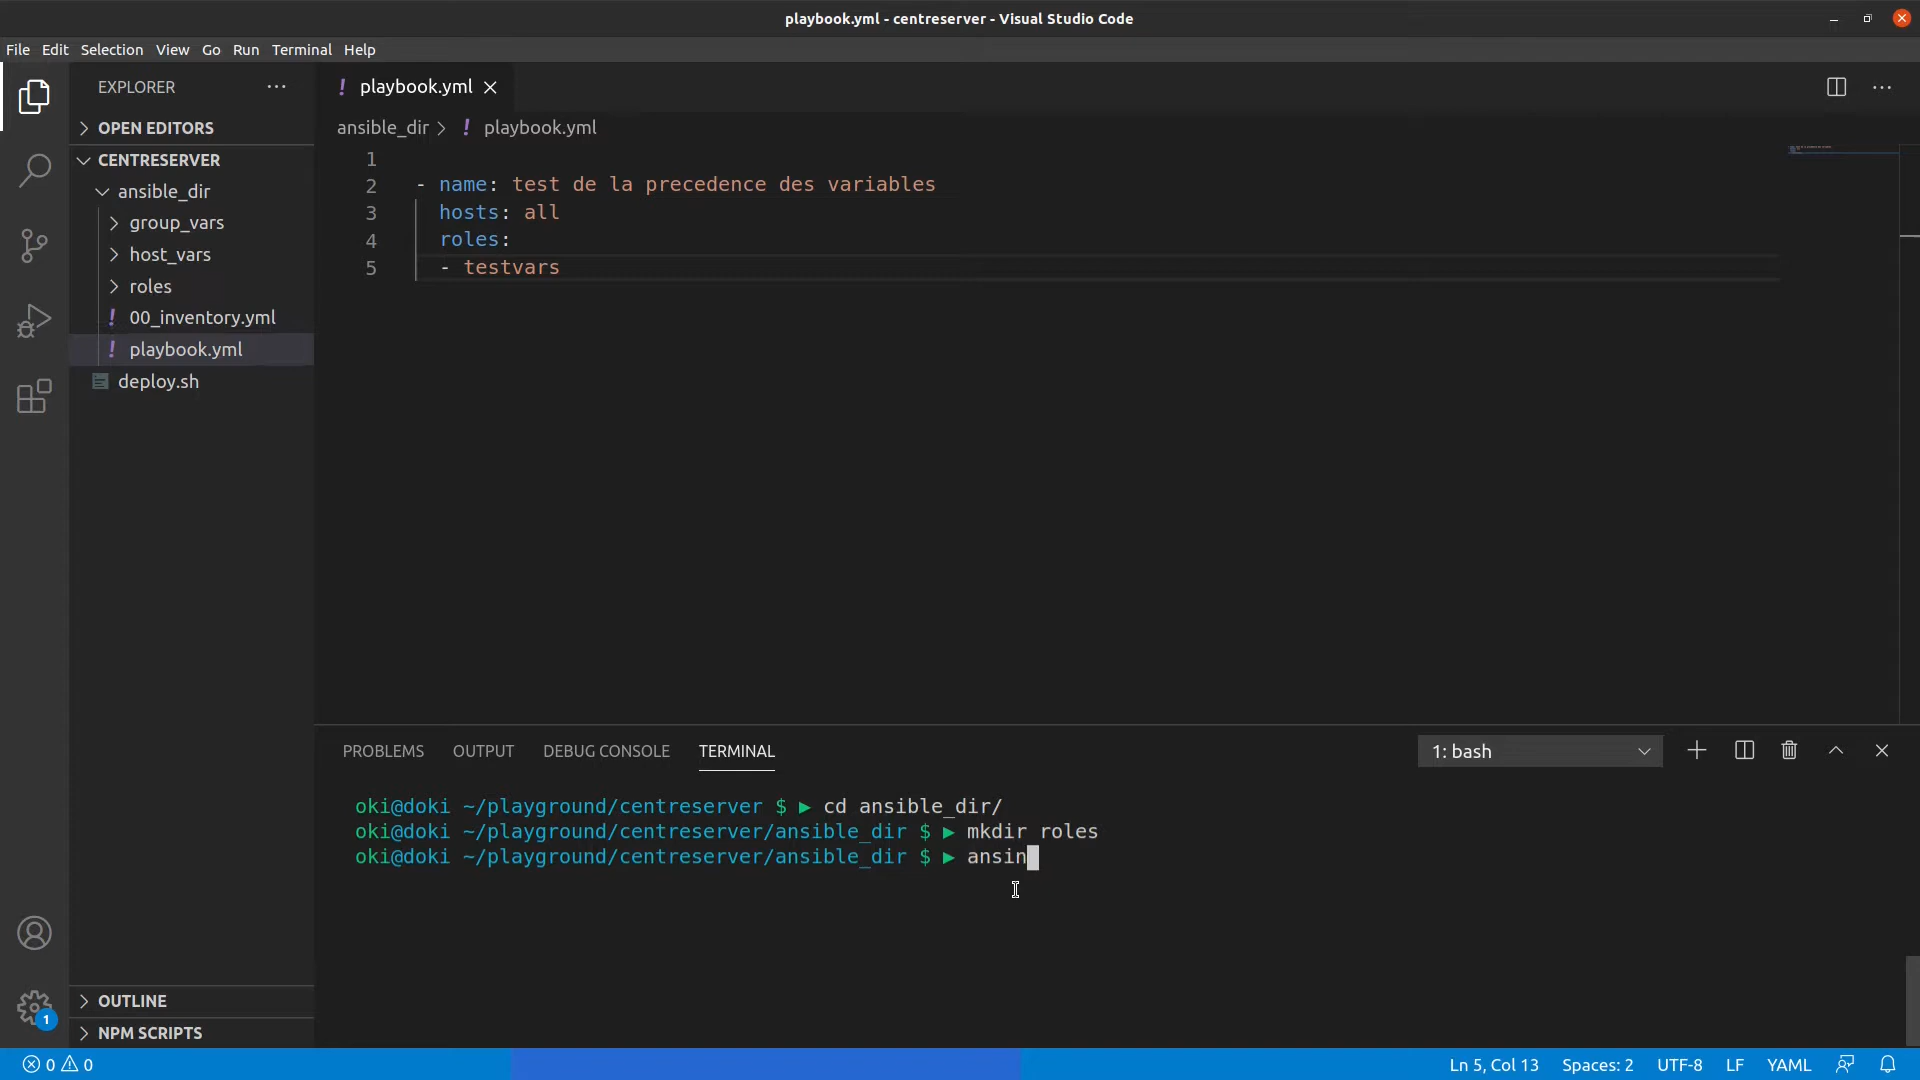 playbook.yml - centreserver - Visual Studio Code
File Edit Selection View Go Run Terminal Help
EXPLORER
OPEN EDITORS
CENTRESERVER
ansible_dir
group_vars
host_vars
roles
! 00_inventory.yml
! playbook.yml
deploy.sh
OUTLINE
NPM SCRIPTS
! playbook.yml
ansible_dir > ! playbook.yml
1
2 - name: test de la precedence des variables
3 hosts: all
4 roles:
5 - testvars
PROBLEMS OUTPUT DEBUG CONSOLE TERMINAL
1: bash
oki@doki ~/playground/centreserver $ ▶ cd ansible_dir/
oki@doki ~/playground/centreserver/ansible_dir $ ▶ mkdir roles
oki@doki ~/playground/centreserver/ansible_dir $ ▶ ansin
1
0 0
Ln 5, Col 13 Spaces: 2 UTF-8 LF YAML